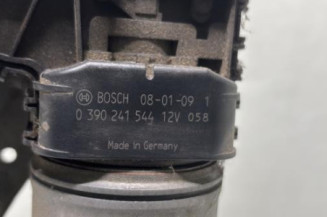 BOSCH 08-01-09 1
0 390 241 544 12V 058
Made in Germany